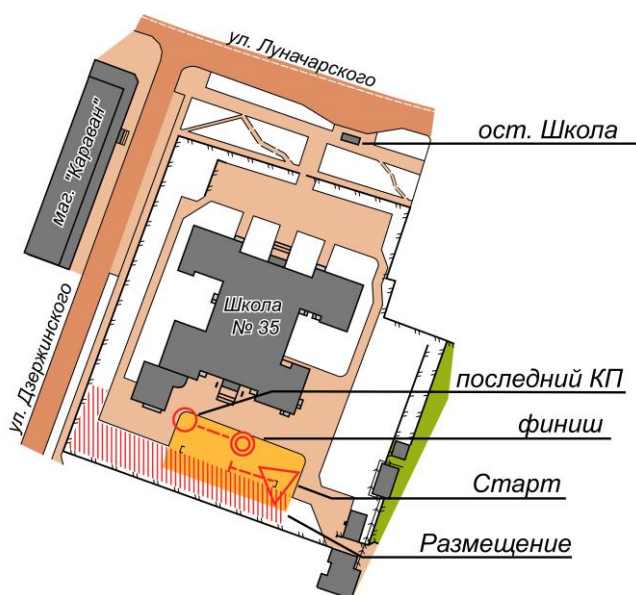 ул. Луначарского
ост. Школа
маг. "Караван"
Школа
№ 35
ул. Дзержинского
последний КП
финиш
Старт
Размещение